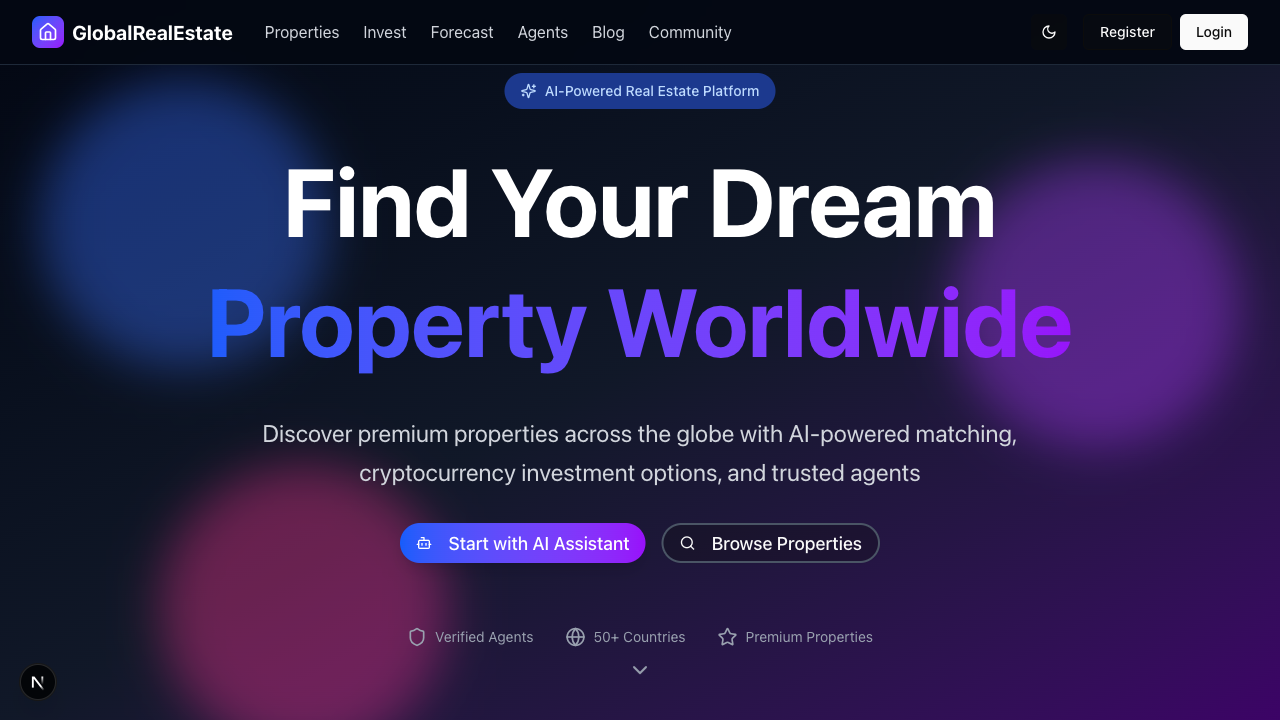 GlobalRealEstate
Properties
Invest
Forecast
Agents
Blog
Community
Register
Login
AI-Powered Real Estate Platform
Find Your Dream
Property Worldwide
Discover premium properties across the globe with AI-powered matching,
cryptocurrency investment options, and trusted agents
Start with AI Assistant
Browse Properties
Verified Agents
50+ Countries
Premium Properties
N